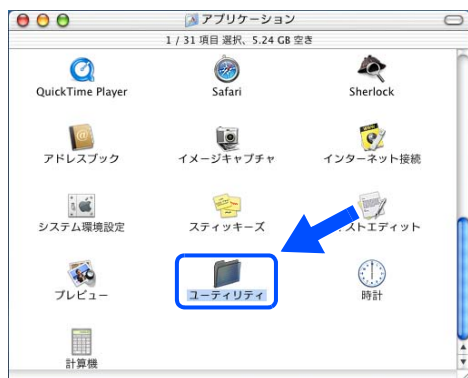 アプリケーション
1 / 31 項目 選択、5.24 GB 空き
QuickTime Player
Safari
Sherlock
アドレスブック
イメージキャプチャ
インターネット接続
システム環境設定
スティッキーズ
ストエディット
プレビュー
ユーティリティ
時計
計算機